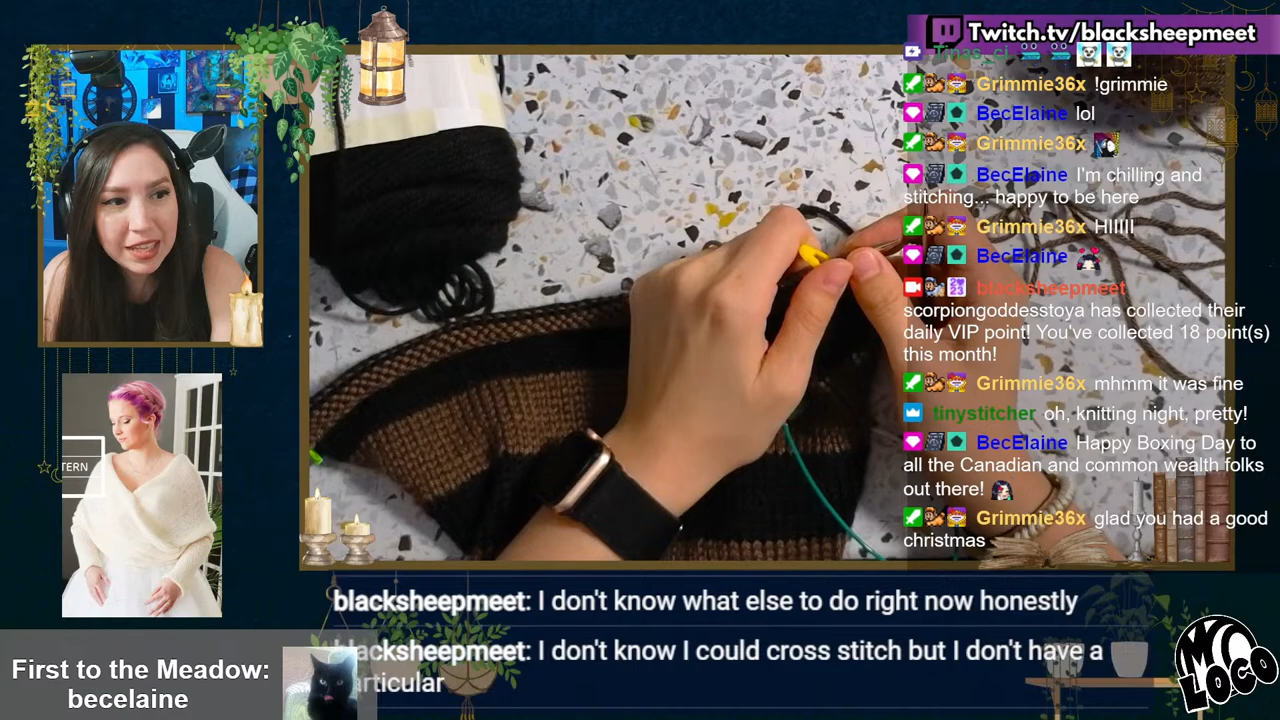 Twitch.tv/blacksheepmeet
Tinas_ci
Grimmie36x !grimmie
BecElaine lol
Grimmie36x
BecElaine I'm chilling and
stitching... happy to be here
Grimmie36x HIIIII
BecElaine
blacksheepmeet
scorpiongoddesstoya has collected their
daily VIP point! You've collected 18 point(s)
this month!
Grimmie36x mhmm it was fine
tinystitcher oh, knitting night, pretty!
BecElaine Happy Boxing Day to
all the Canadian and common wealth folks
out there!
Grimmie36x glad you had a good
christmas
TERN
blacksheepmeet: I don't know what else to do right now honestly
blacksheepmeet: I don't know I could cross stitch but I don't have a
articular
First to the Meadow:
becelaine
MC
LOCO